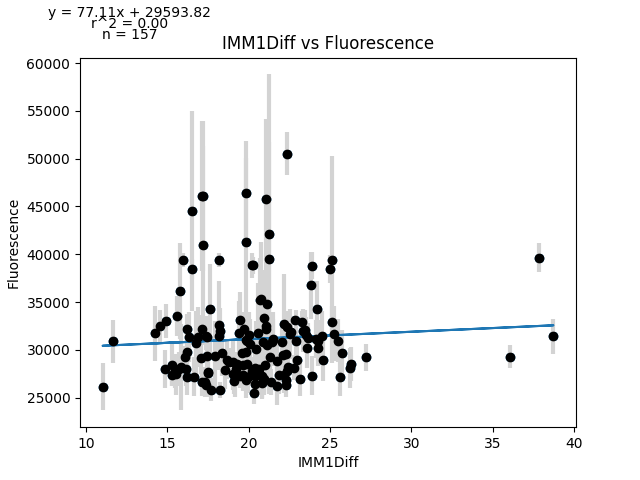 y = 77.11x + 29593.82
r^2 = 0.00
n = 157
IMM1Diff vs Fluorescence
60000
55000
50000
45000
40000
35000
30000
25000
Fluorescence
10
15
20
25
30
35
40
IMM1Diff